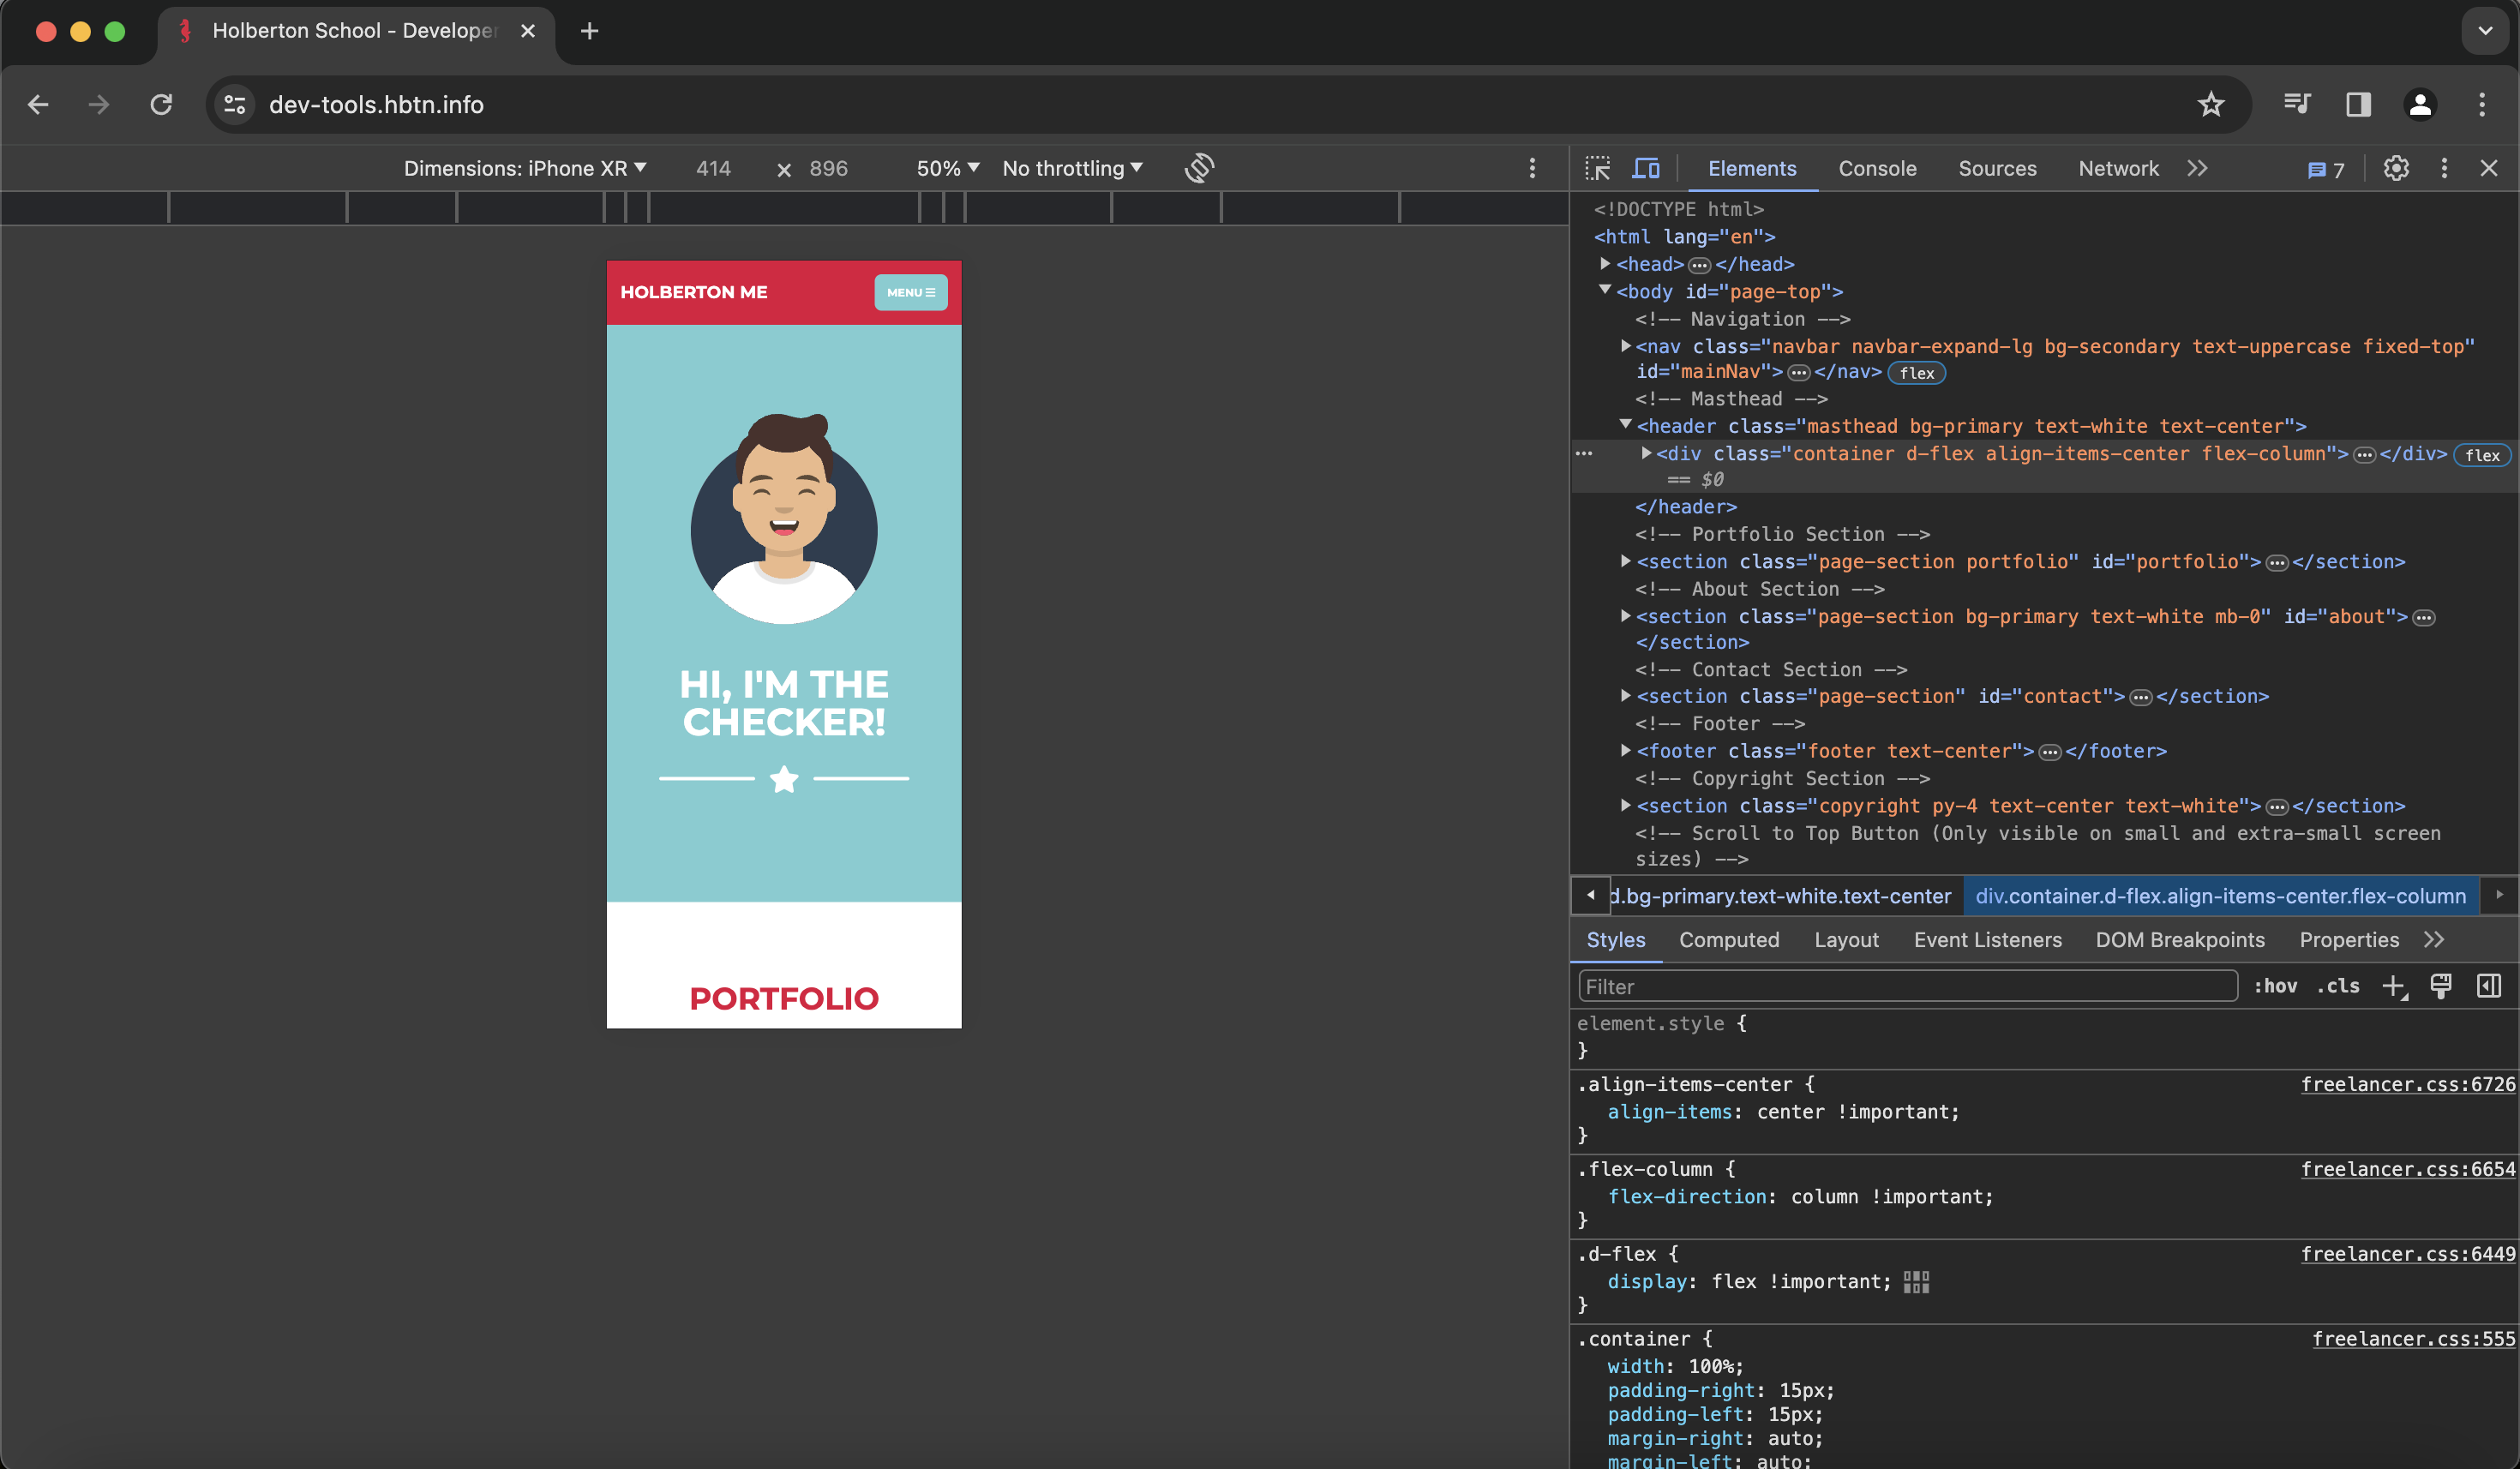 Holberton School - Developer
dev-tools.hbtn.info
Dimensions: iPhone XR 414 × 896 50% No throttling
HOLBERTON ME
MENU
HI, I'M THE
CHECKER!
PORTFOLIO
Elements Console Sources Network 7
<!DOCTYPE html>
<html lang="en">
<head>•••</head>
<body id="page-top">
<!-- Navigation -->
<nav class="navbar navbar-expand-lg bg-secondary text-uppercase fixed-top"
id="mainNav">•••</nav> flex
<!-- Masthead -->
<header class="masthead bg-primary text-white text-center">
••• <div class="container d-flex align-items-center flex-column">•••</div> flex
== $0
</header>
<!-- Portfolio Section -->
<section class="page-section portfolio" id="portfolio">•••</section>
<!-- About Section -->
<section class="page-section bg-primary text-white mb-0" id="about">•••
</section>
<!-- Contact Section -->
<section class="page-section" id="contact">•••</section>
<!-- Footer -->
<footer class="footer text-center">•••</footer>
<!-- Copyright Section -->
<section class="copyright py-4 text-center text-white">•••</section>
<!-- Scroll to Top Button (Only visible on small and extra-small screen
sizes) -->
d.bg-primary.text-white.text-center div.container.d-flex.align-items-center.flex-column
Styles Computed Layout Event Listeners DOM Breakpoints Properties
Filter :hov .cls
element.style {
}
.align-items-center { freelancer.css:6726
align-items: center !important;
}
.flex-column { freelancer.css:6654
flex-direction: column !important;
}
.d-flex { freelancer.css:6449
display: flex !important;
}
.container { freelancer.css:555
width: 100%;
padding-right: 15px;
padding-left: 15px;
margin-right: auto;
margin-left: auto;